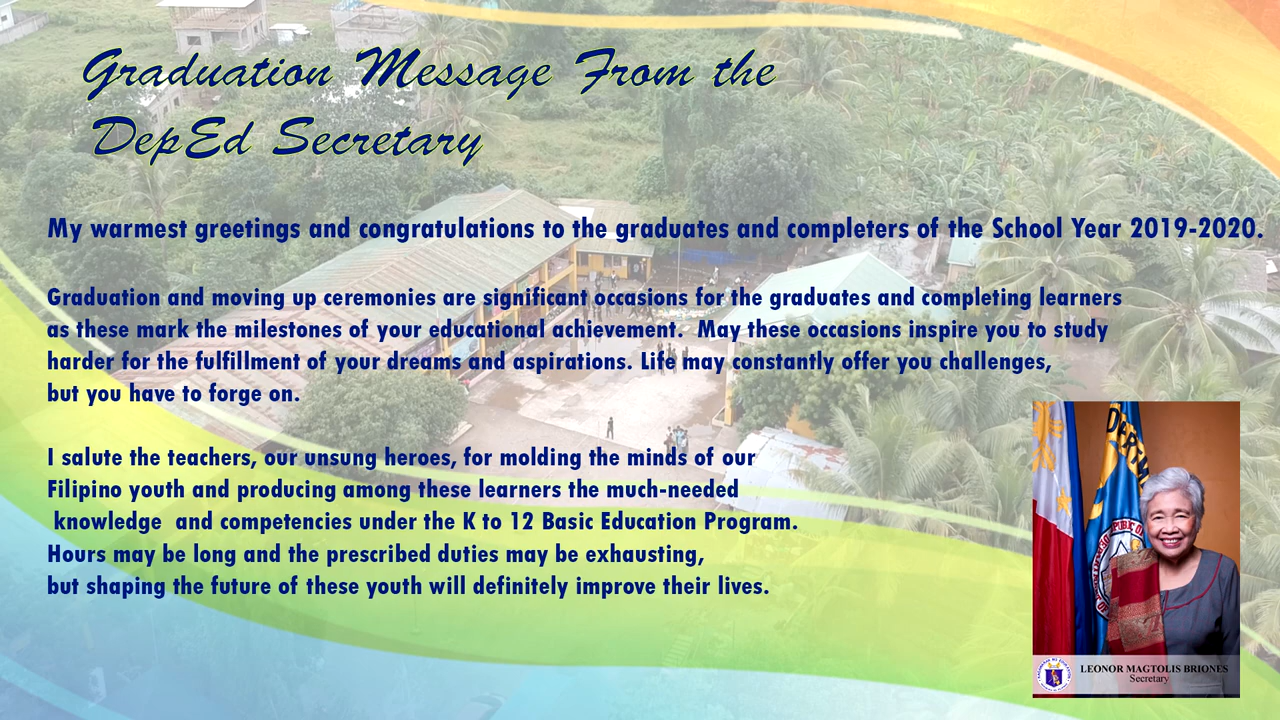 Graduation Message From the
DepEd Secretary
My warmest greetings and congratulations to the graduates and completers of the School Year 2019-2020.
Graduation and moving up ceremonies are significant occasions for the graduates and completing learners
as these mark the milestones of your educational achievement.  May these occasions inspire you to study
harder for the fulfillment of your dreams and aspirations. Life may constantly offer you challenges,
but you have to forge on.
I salute the teachers, our unsung heroes, for molding the minds of our
Filipino youth and producing among these learners the much-needed
knowledge  and competencies under the K to 12 Basic Education Program.
Hours may be long and the prescribed duties may be exhausting,
but shaping the future of these youth will definitely improve their lives.
LEONOR MAGTOLIS BRIONES
Secretary